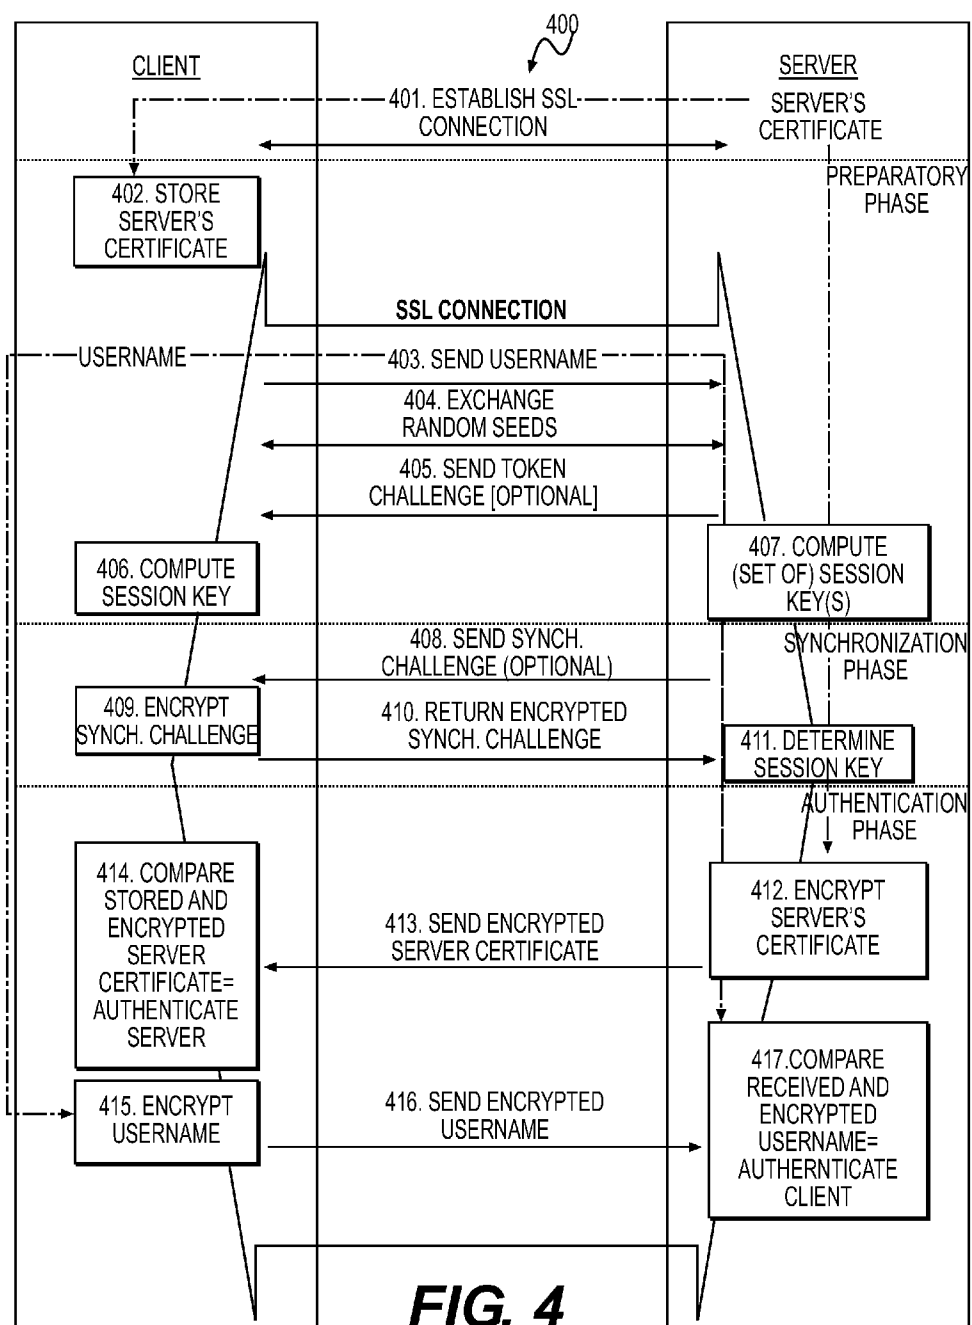 400
CLIENT
SERVER
401. ESTABLISH SSL
CONNECTION
SERVER'S
CERTIFICATE
PREPARATORY
PHASE
402. STORE
SERVER'S
CERTIFICATE
SSL CONNECTION
USERNAME
403. SEND USERNAME
404. EXCHANGE
RANDOM SEEDS
405. SEND TOKEN
CHALLENGE [OPTIONAL]
406. COMPUTE
SESSION KEY
407. COMPUTE
(SET OF) SESSION
KEY(S)
408. SEND SYNCH.
CHALLENGE (OPTIONAL)
SYNCHRONIZATION
PHASE
409. ENCRYPT
SYNCH. CHALLENGE
410. RETURN ENCRYPTED
SYNCH. CHALLENGE
411. DETERMINE
SESSION KEY
AUTHENTICATION
PHASE
414. COMPARE
STORED AND
ENCRYPTED
SERVER
CERTIFICATE=
AUTHENTICATE
SERVER
413. SEND ENCRYPTED
SERVER CERTIFICATE
412. ENCRYPT
SERVER'S
CERTIFICATE
415. ENCRYPT
USERNAME
416. SEND ENCRYPTED
USERNAME
417.COMPARE
RECEIVED AND
ENCRYPTED
USERNAME=
AUTHERNTICATE
CLIENT
FIG. 4